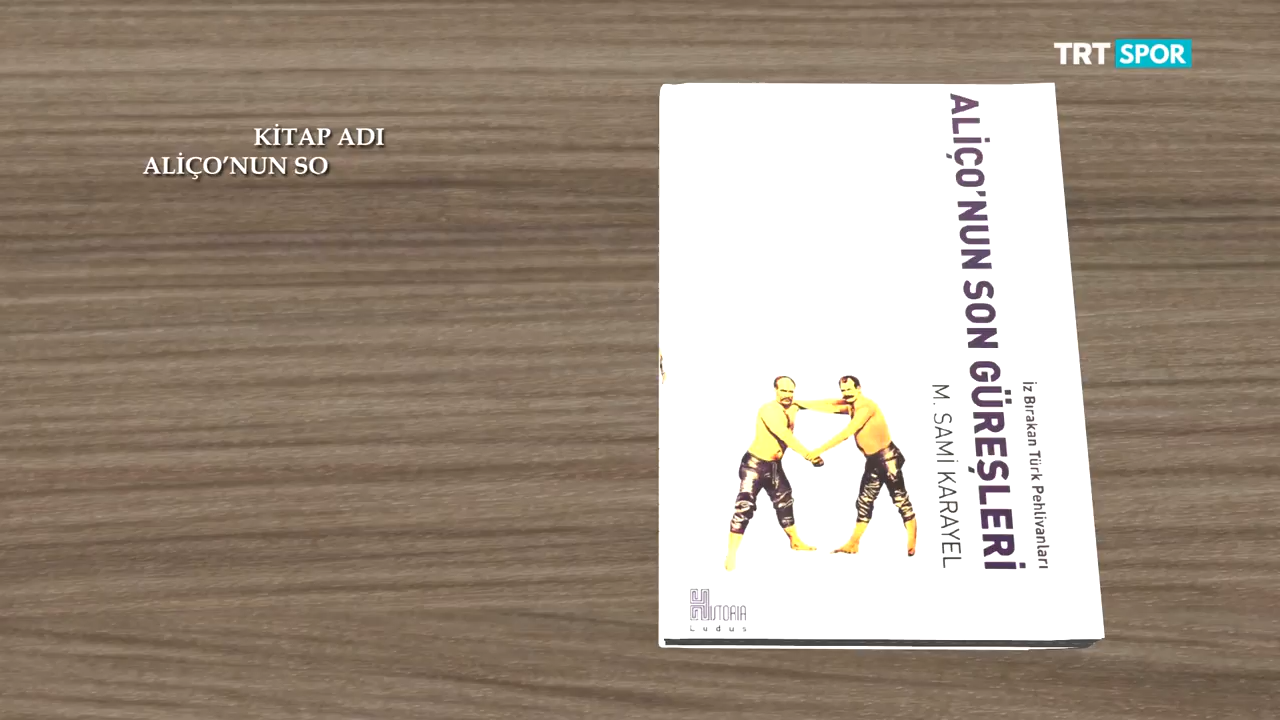 TRT SPOR
KİTAP ADI
ALİÇO'NUN SO
ALİÇO'NUN SON GÜREŞLERİ
İz Bırakan Türk Pehlivanları
M. SAMİ KARAYEL
HISTORIA
Ludus